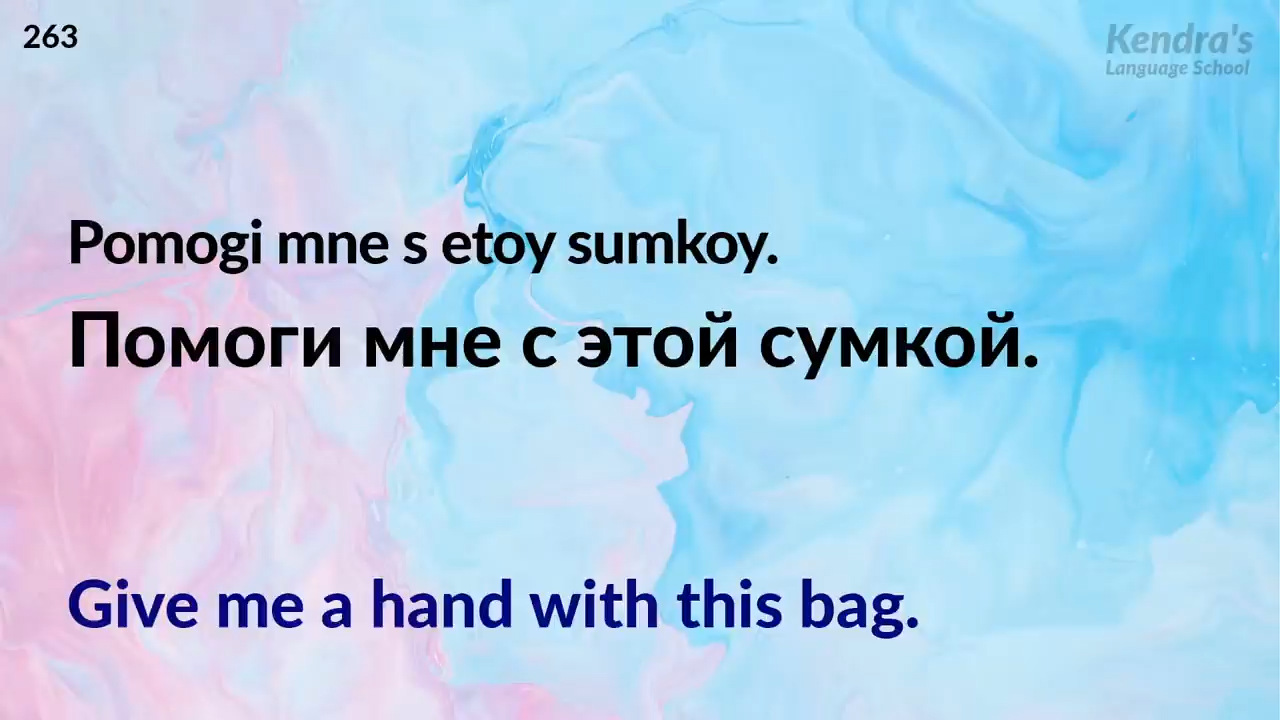 263
Kendra's
Language School
Pomogi mne s etoy sumkoy.
Помоги мне с этой сумкой.
Give me a hand with this bag.